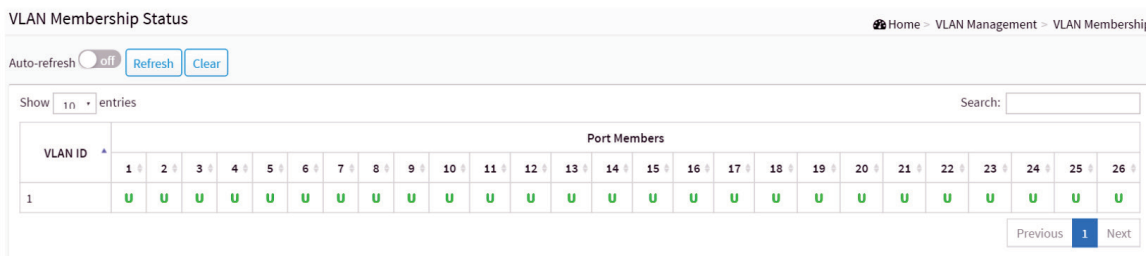 VLAN Membership Status
Home > VLAN Management > VLAN Membership
Auto-refresh off Refresh Clear
Show 10 entries Search:
VLAN ID Port Members
1 2 3 4 5 6 7 8 9 10 11 12 13 14 15 16 17 18 19 20 21 22 23 24 25 26
1 U U U U U U U U U U U U U U U U U U U U U U U U U U
Previous 1 Next